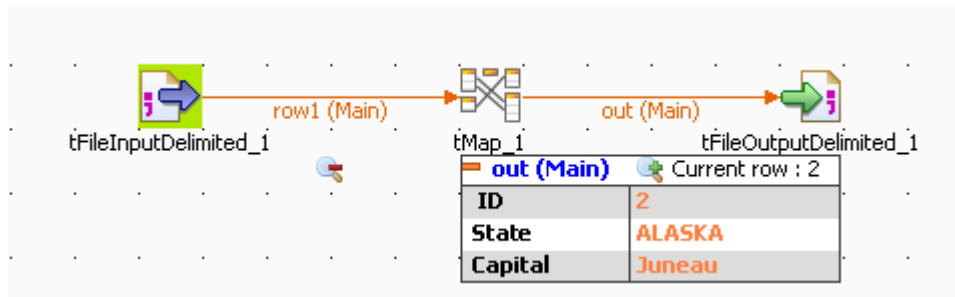 row1 (Main)
out (Main)
tFileInputDelimited_1
tMap_1
tFileOutputDelimited_1
out (Main) Current row : 2
ID 2
State ALASKA
Capital Juneau